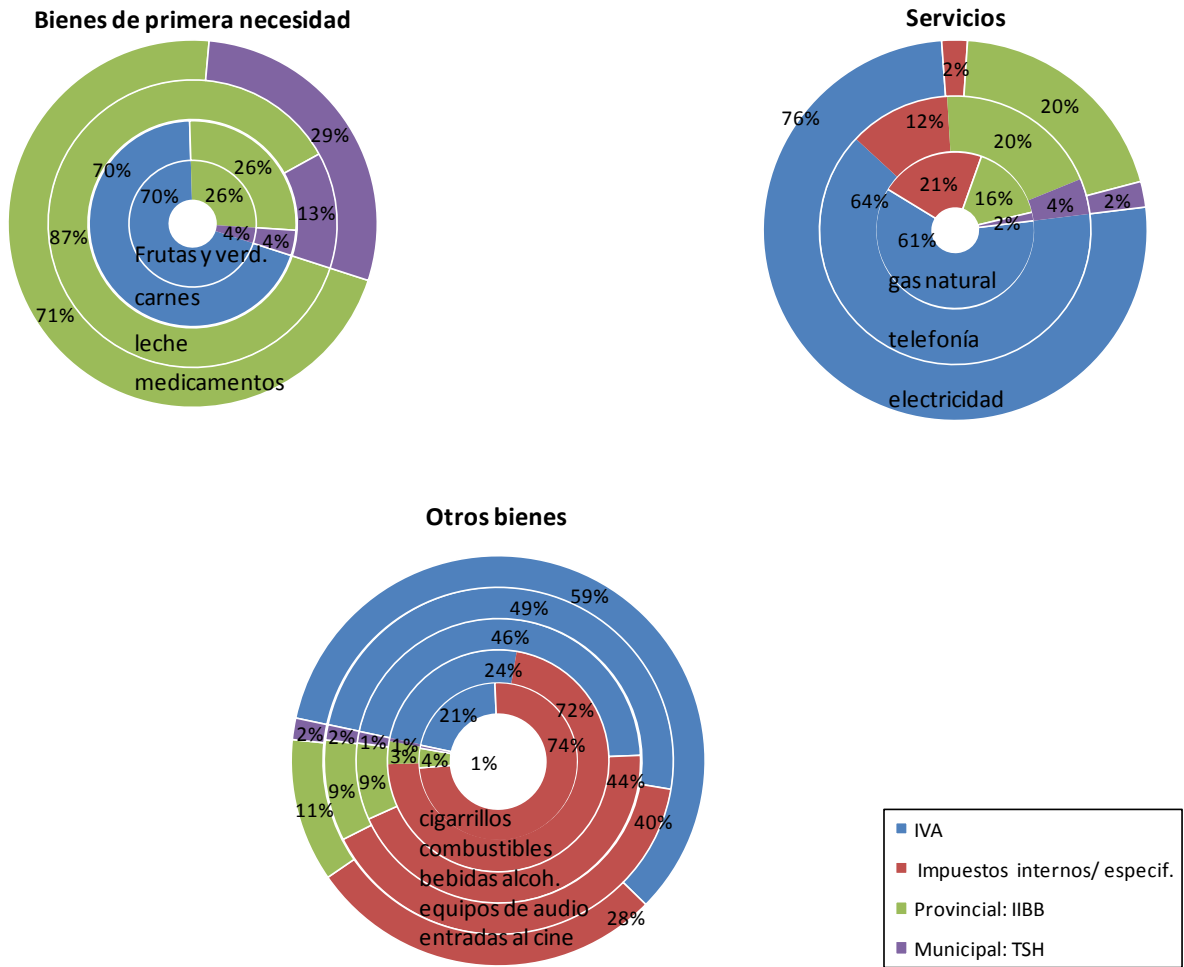 Bienes de primera necesidad
29%
70%
26%
70%
26%
13%
4%
4%
87%
Frutas y verd.
carnes
71%
leche
medicamentos
Servicios
2%
76%
20%
12%
20%
21%
16%
64%
4%
2%
2%
61%
gas natural
telefonía
electricidad
Otros bienes
59%
49%
46%
24%
21%
72%
74%
2%
2%
1%
1%
3%
4%
1%
44%
9%
9%
11%
40%
cigarrillos
combustibles
bebidas alcoh.
equipos de audio
entradas al cine
28%
IVA
Impuestos internos/ especif.
Provincial: IIBB
Municipal: TSH